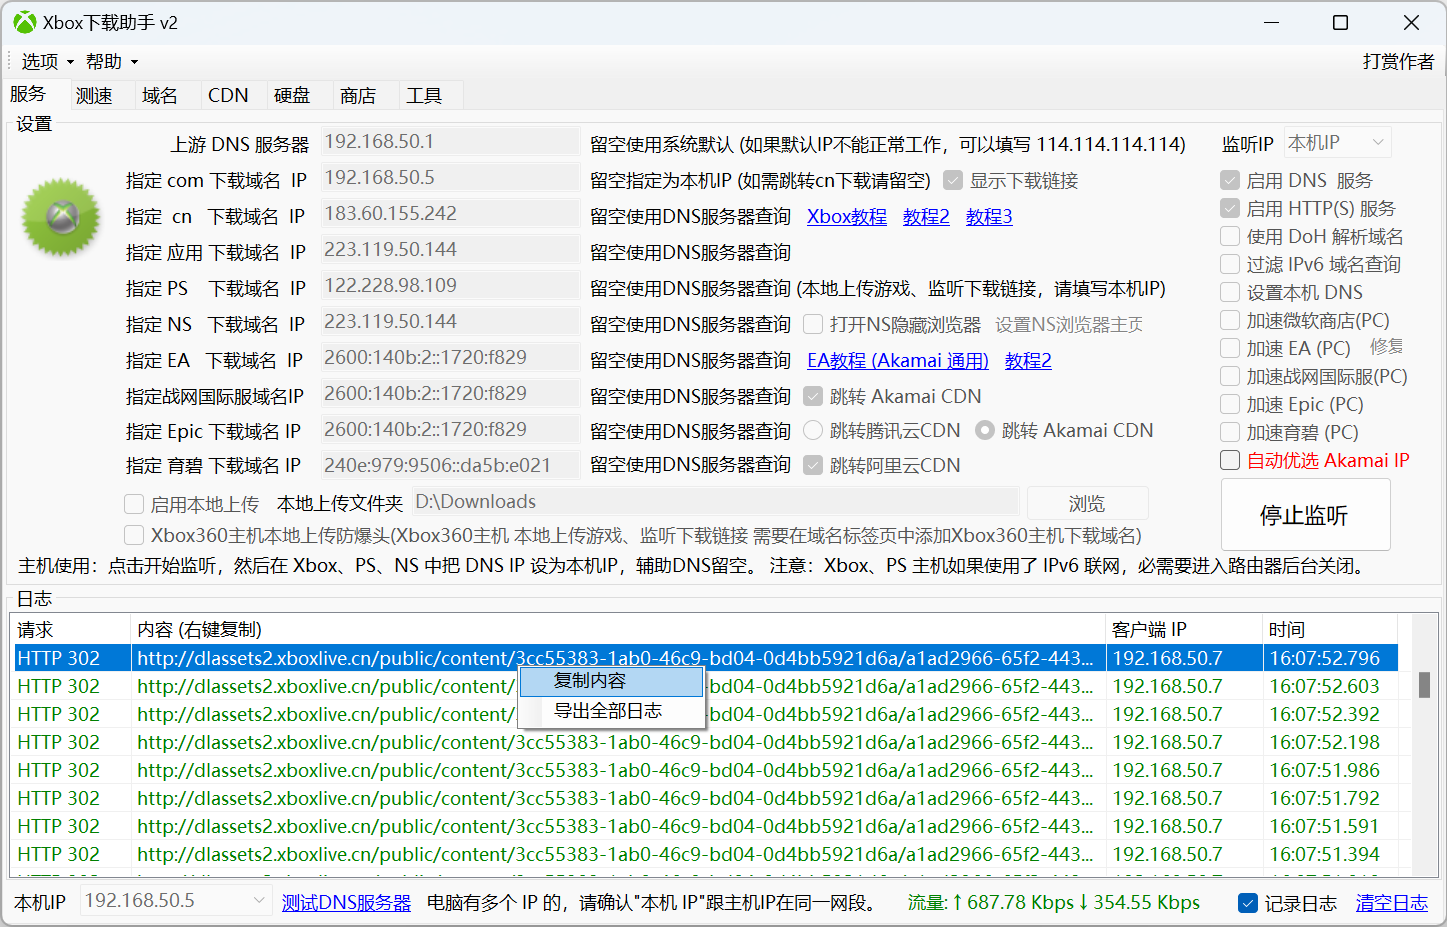 Xbox下载助手 v2
选项 帮助 打赏作者
服务 测速 域名 CDN 硬盘 商店 工具
设置
上游 DNS 服务器 192.168.50.1 留空使用系统默认 (如果默认IP不能正常工作，可以填写 114.114.114.114) 监听IP 本机IP
指定 com 下载域名 IP 192.168.50.5 留空指定为本机IP (如需跳转cn下载请留空) 显示下载链接 启用 DNS 服务
指定 cn 下载域名 IP 183.60.155.242 留空使用DNS服务器查询 Xbox教程 教程2 教程3 启用 HTTP(S) 服务
使用 DoH 解析域名
指定 应用 下载域名 IP 223.119.50.144 留空使用DNS服务器查询 过滤 IPv6 域名查询
指定 PS 下载域名 IP 122.228.98.109 留空使用DNS服务器查询 (本地上传游戏、监听下载链接，请填写本机IP) 设置本机 DNS
指定 NS 下载域名 IP 223.119.50.144 留空使用DNS服务器查询 打开NS隐藏浏览器 设置NS浏览器主页 加速微软商店(PC)
加速 EA (PC) 修复
指定 EA 下载域名 IP 2600:140b:2::1720:f829 留空使用DNS服务器查询 EA教程 (Akamai 通用) 教程2
加速战网国际服(PC)
指定战网国际服域名IP 2600:140b:2::1720:f829 留空使用DNS服务器查询 跳转 Akamai CDN 加速 Epic (PC)
指定 Epic 下载域名 IP 2600:140b:2::1720:f829 留空使用DNS服务器查询 跳转腾讯云CDN 跳转 Akamai CDN 加速育碧 (PC)
指定 育碧 下载域名 IP 240e:979:9506::da5b:e021 留空使用DNS服务器查询 跳转阿里云CDN 自动优选 Akamai IP
启用本地上传 本地上传文件夹 D:\Downloads 浏览 停止监听
Xbox360主机本地上传防爆头(Xbox360主机 本地上传游戏、监听下载链接 需要在域名标签页中添加Xbox360主机下载域名)
主机使用：点击开始监听，然后在 Xbox、PS、NS 中把 DNS IP 设为本机IP，辅助DNS留空。 注意：Xbox、PS 主机如果使用了 IPv6 联网，必需要进入路由器后台关闭。
日志
请求 内容 (右键复制) 客户端 IP 时间
HTTP 302 http://dlassets2.xboxlive.cn/public/content/3cc55383-1ab0-46c9-bd04-0d4bb5921d6a/a1ad2966-65f2-443... 192.168.50.7 16:07:52.796
复制内容
HTTP 302 http://dlassets2.xboxlive.cn/public/content/ bd04-0d4bb5921d6a/a1ad2966-65f2-443... 192.168.50.7 16:07:52.603
导出全部日志
HTTP 302 http://dlassets2.xboxlive.cn/public/content/ bd04-0d4bb5921d6a/a1ad2966-65f2-443... 192.168.50.7 16:07:52.392
HTTP 302 http://dlassets2.xboxlive.cn/public/content/3cc55383-1ab0-46c9-bd04-0d4bb5921d6a/a1ad2966-65f2-443... 192.168.50.7 16:07:52.198
HTTP 302 http://dlassets2.xboxlive.cn/public/content/3cc55383-1ab0-46c9-bd04-0d4bb5921d6a/a1ad2966-65f2-443... 192.168.50.7 16:07:51.986
HTTP 302 http://dlassets2.xboxlive.cn/public/content/3cc55383-1ab0-46c9-bd04-0d4bb5921d6a/a1ad2966-65f2-443... 192.168.50.7 16:07:51.792
HTTP 302 http://dlassets2.xboxlive.cn/public/content/3cc55383-1ab0-46c9-bd04-0d4bb5921d6a/a1ad2966-65f2-443... 192.168.50.7 16:07:51.591
HTTP 302 http://dlassets2.xboxlive.cn/public/content/3cc55383-1ab0-46c9-bd04-0d4bb5921d6a/a1ad2966-65f2-443... 192.168.50.7 16:07:51.394
本机IP 192.168.50.5 测试DNS服务器 电脑有多个 IP 的，请确认"本机 IP"跟主机IP在同一网段。 流量:↑687.78 Kbps↓354.55 Kbps 记录日志 清空日志